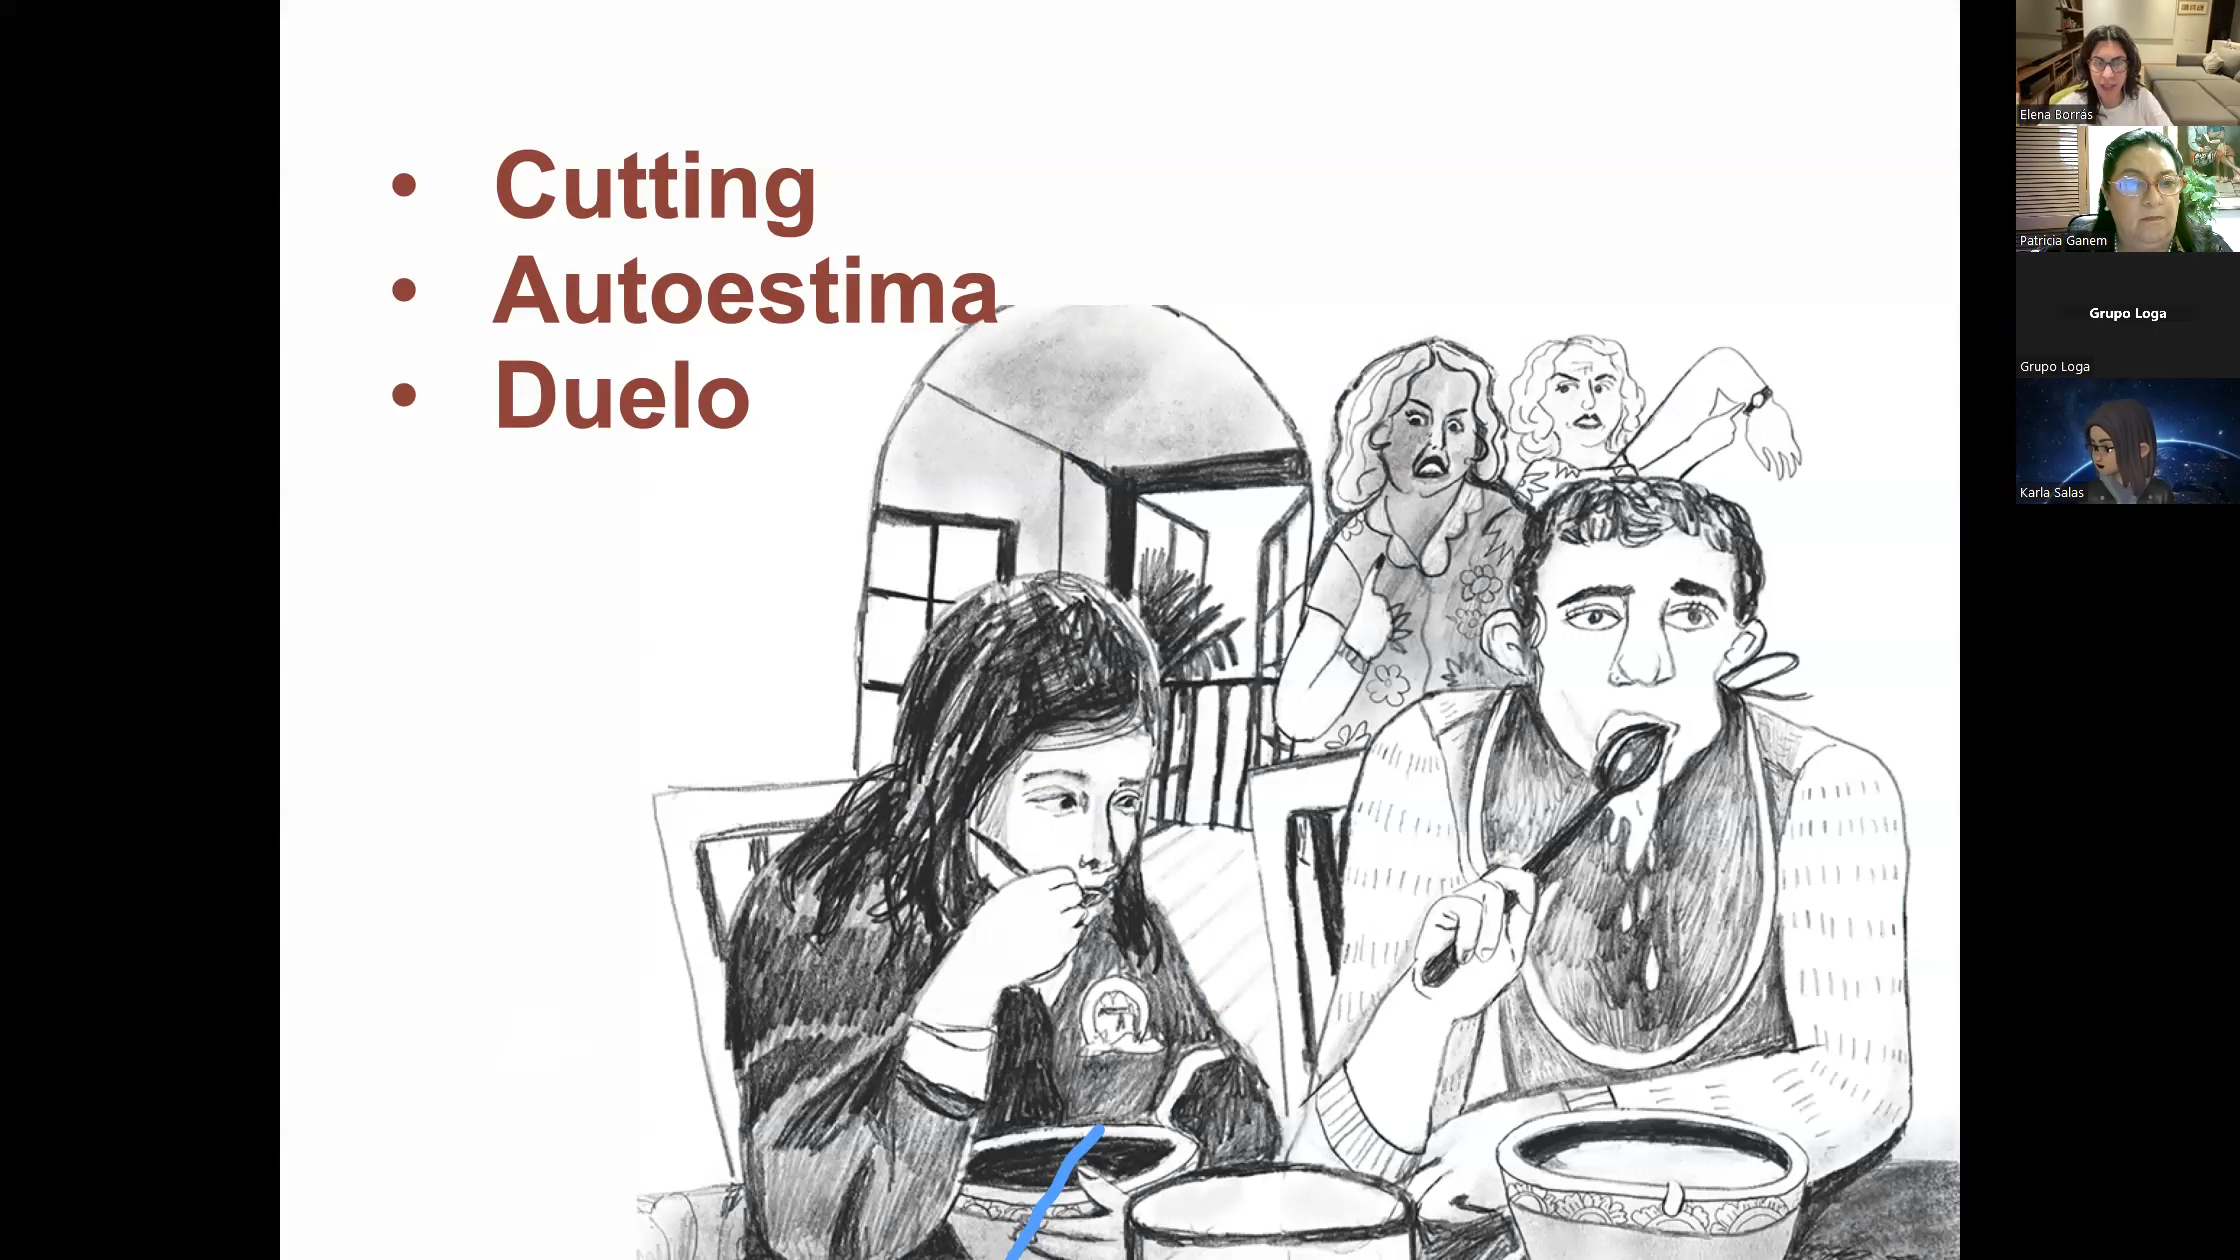 • Cutting
• Autoestima
• Duelo
Elena Borrás
Patricia Ganem
Grupo Loga
Grupo Loga
Karla Salas